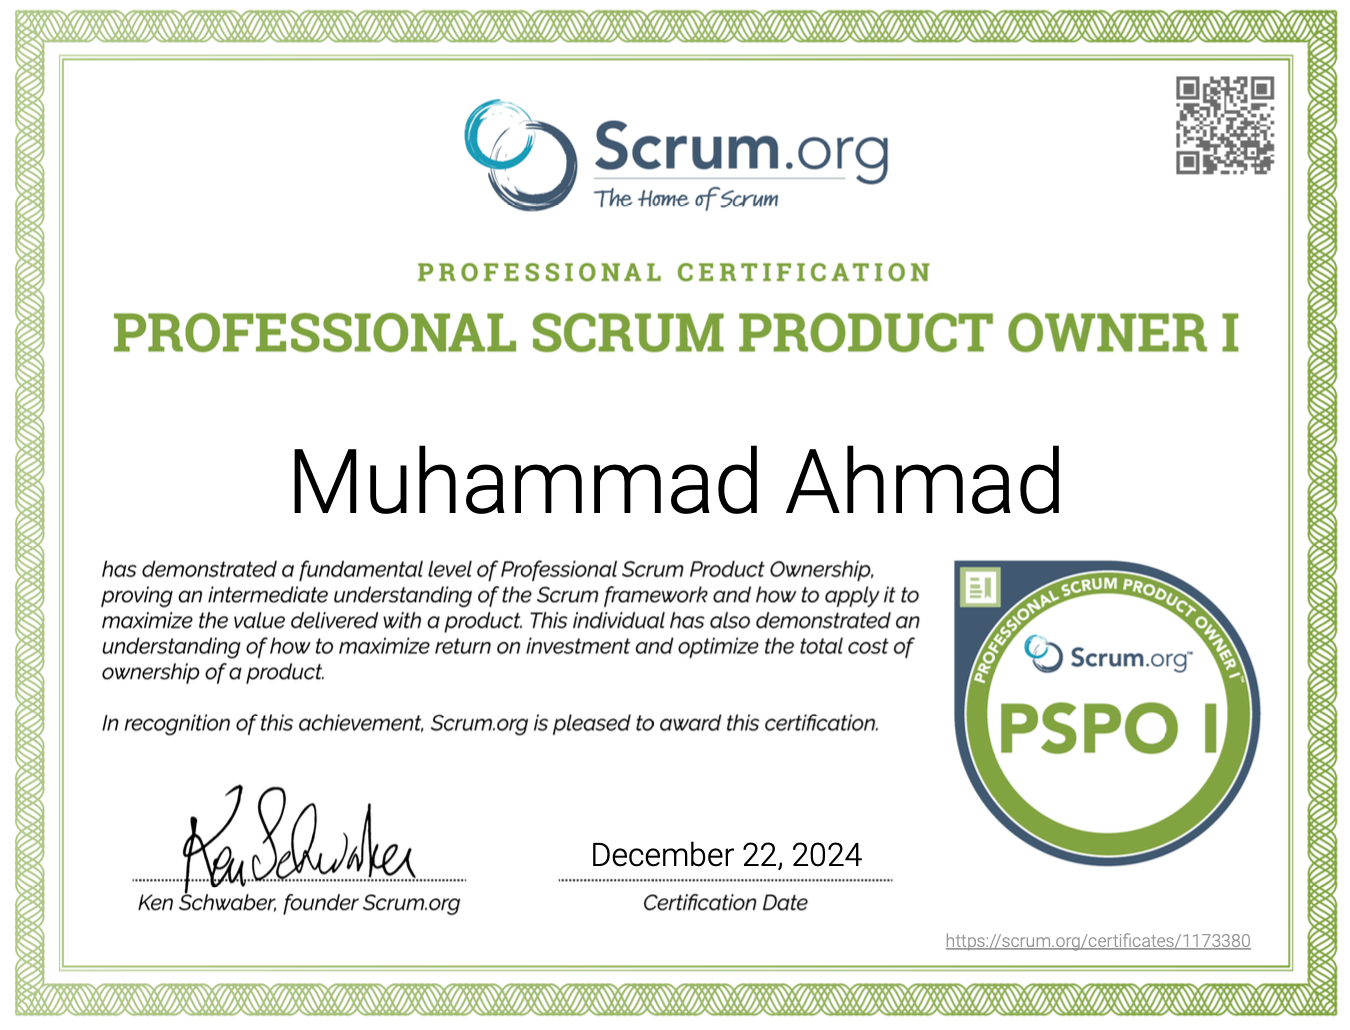 Scrum.org
The Home of Scrum
PROFESSIONAL CERTIFICATION
PROFESSIONAL SCRUM PRODUCT OWNER I
Muhammad Ahmad
has demonstrated a fundamental level of Professional Scrum Product Ownership,
proving an intermediate understanding of the Scrum framework and how to apply it to
maximize the value delivered with a product. This individual has also demonstrated an
understanding of how to maximize return on investment and optimize the total cost of
ownership of a product.
In recognition of this achievement, Scrum.org is pleased to award this certification.
PROFESSIONAL SCRUM PRODUCT OWNER I™
Scrum.org™
PSPO I
Ken Schwaber
December 22, 2024
Ken Schwaber, founder Scrum.org
Certification Date
https://scrum.org/certificates/1173380